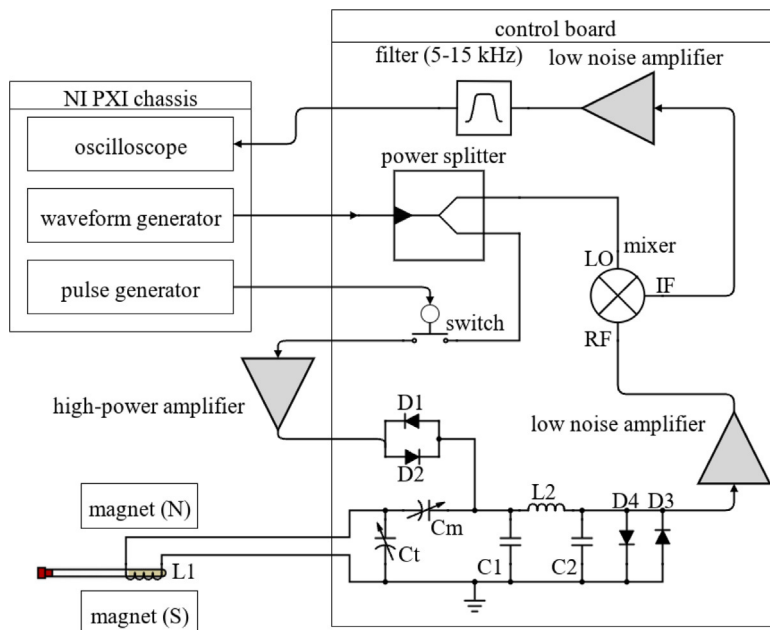 control board
filter (5-15 kHz)
low noise amplifier
NI PXI chassis
oscilloscope
power splitter
waveform generator
mixer
LO
IF
pulse generator
switch
RF
high-power amplifier
D1
low noise amplifier
D2
L2
D4
D3
magnet (N)
Cm
Ct
C1
C2
L1
magnet (S)